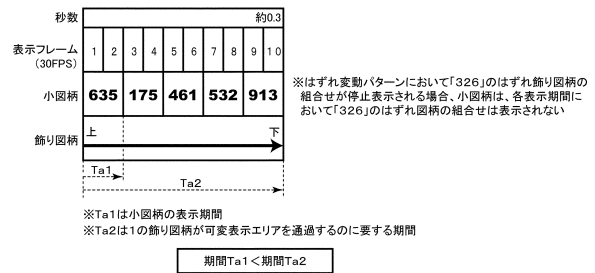 秒数 約0.3
表示フレーム 1 2 3 4 5 6 7 8 9 10
(30FPS)
小図柄 635 175 461 532 913
※はずれ変動パターンにおいて「326」のはずれ飾り図柄の
組合せが停止表示される場合、小図柄は、各表示期間に
おいて「326」のはずれ図柄の組合せは表示されない
飾り図柄 上 下
Ta1
Ta2
※Ta1は小図柄の表示期間
※Ta2は1の飾り図柄が可変表示エリアを通過するのに要する期間
期間Ta1<期間Ta2